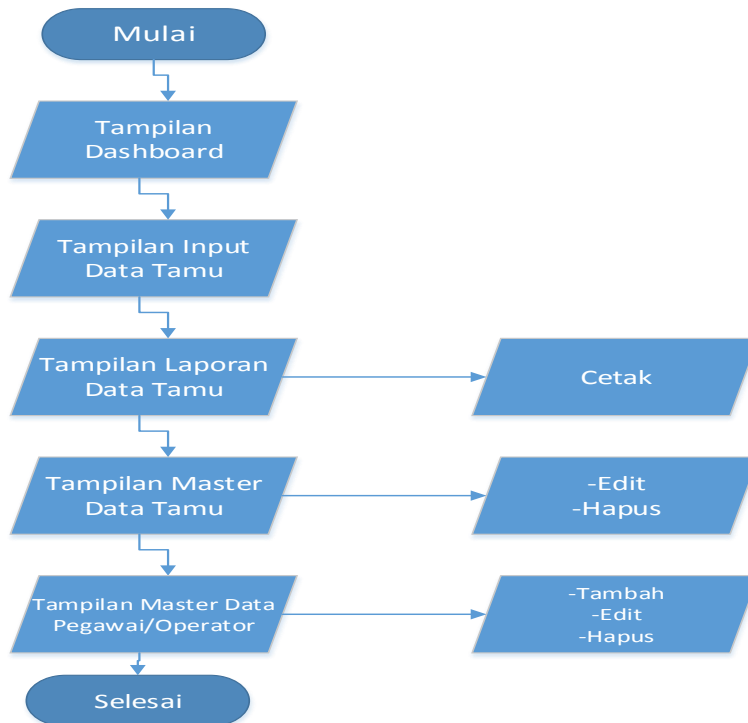 Mulai
Tampilan
Dashboard
Tampilan Input
Data Tamu
Tampilan Laporan
Data Tamu
Cetak
Tampilan Master
Data Tamu
-Edit
-Hapus
Tampilan Master Data
Pegawai/Operator
-Tambah
-Edit
-Hapus
Selesai